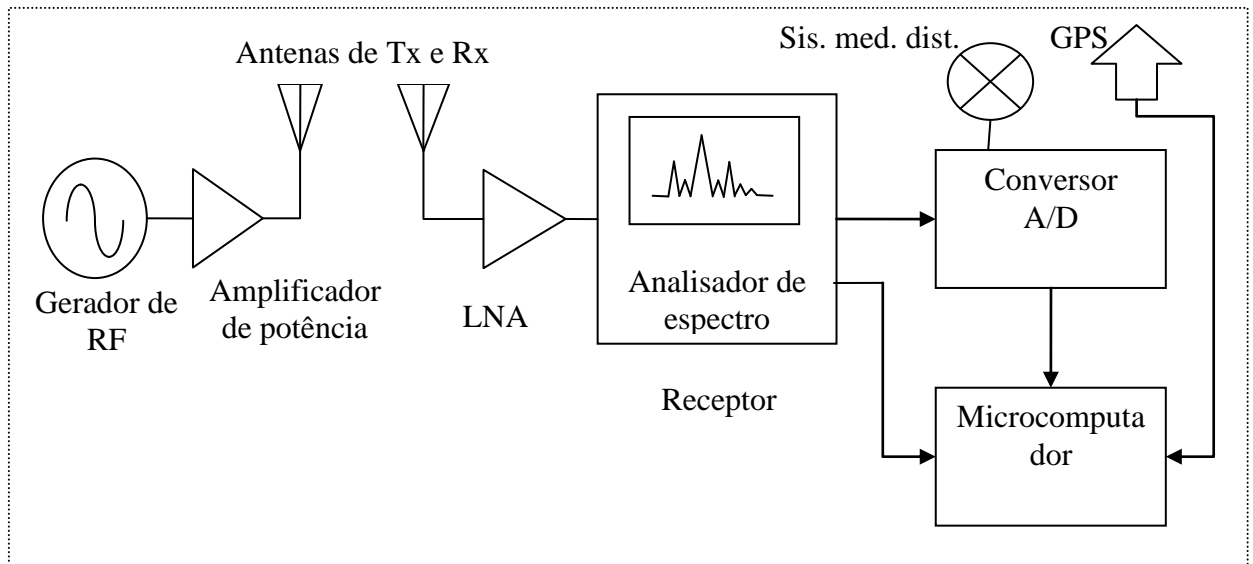 Sis. med. dist.
GPS
Antenas de Tx e Rx
Conversor
A/D
Gerador de
RF
Amplificador
de potência
LNA
Analisador de
espectro
Receptor
Microcomputa
dor